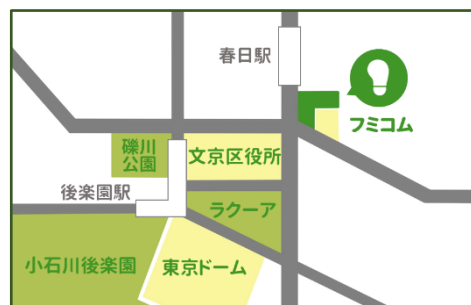 春日駅
フミコム
礫川
公園
文京区役所
後楽園駅
ラクーア
小石川後楽園
東京ドーム